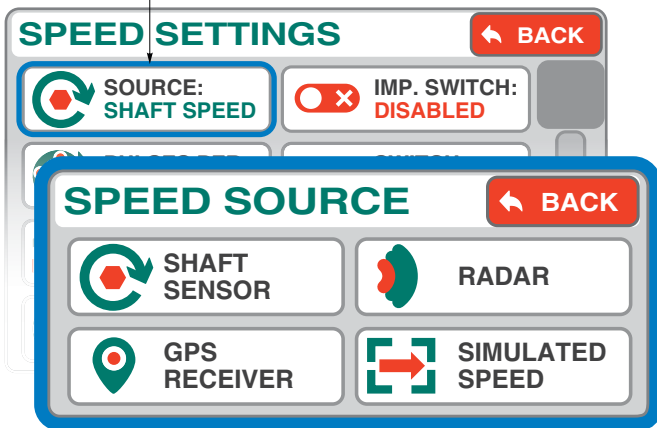 SPEED SETTINGS
BACK
SOURCE:
SHAFT SPEED
IMP. SWITCH:
DISABLED
SPEED SOURCE
BACK
SHAFT
SENSOR
RADAR
GPS
RECEIVER
SIMULATED
SPEED